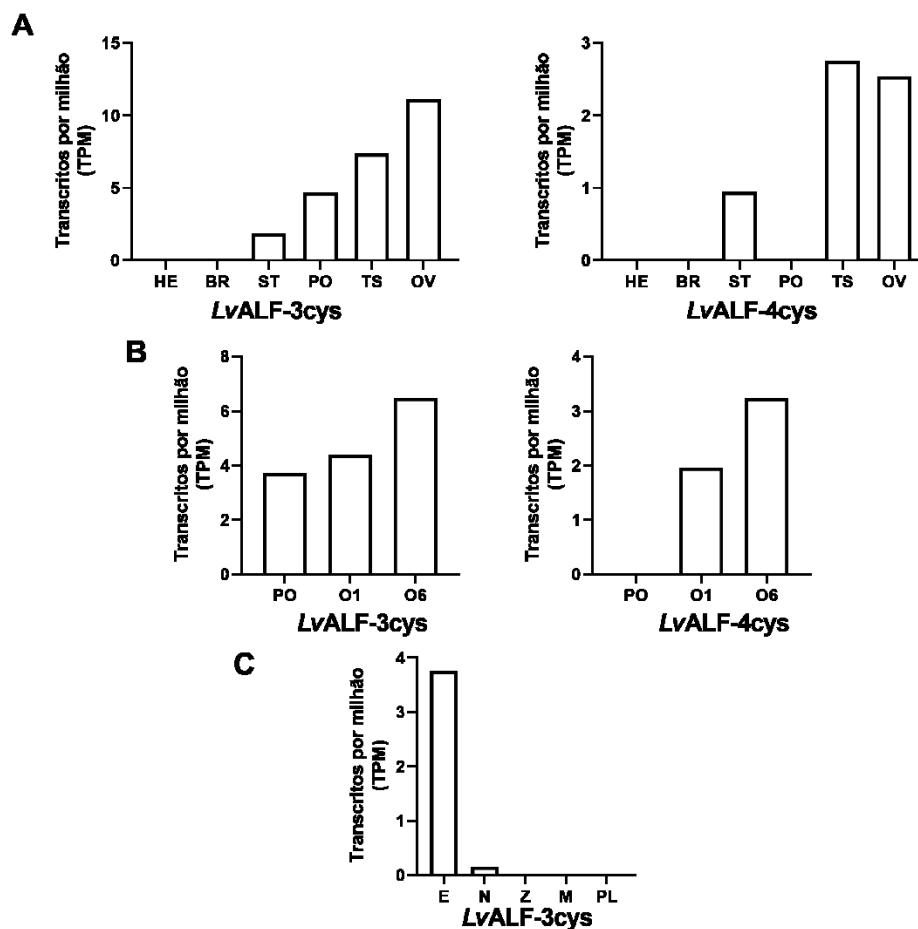 A
Transcritos por milhão
(TPM)
15
10
5
0
HE BR ST PO TS OV
LvALF-3cys
Transcritos por milhão
(TPM)
3
2
1
0
HE BR ST PO TS OV
LvALF-4cys
B
Transcritos por milhão
(TPM)
8
6
4
2
0
PO O1 O6
LvALF-3cys
Transcritos por milhão
(TPM)
4
3
2
1
0
PO O1 O6
LvALF-4cys
C
Transcritos por milhão
(TPM)
4
3
2
1
0
E N Z M PL
LvALF-3cys